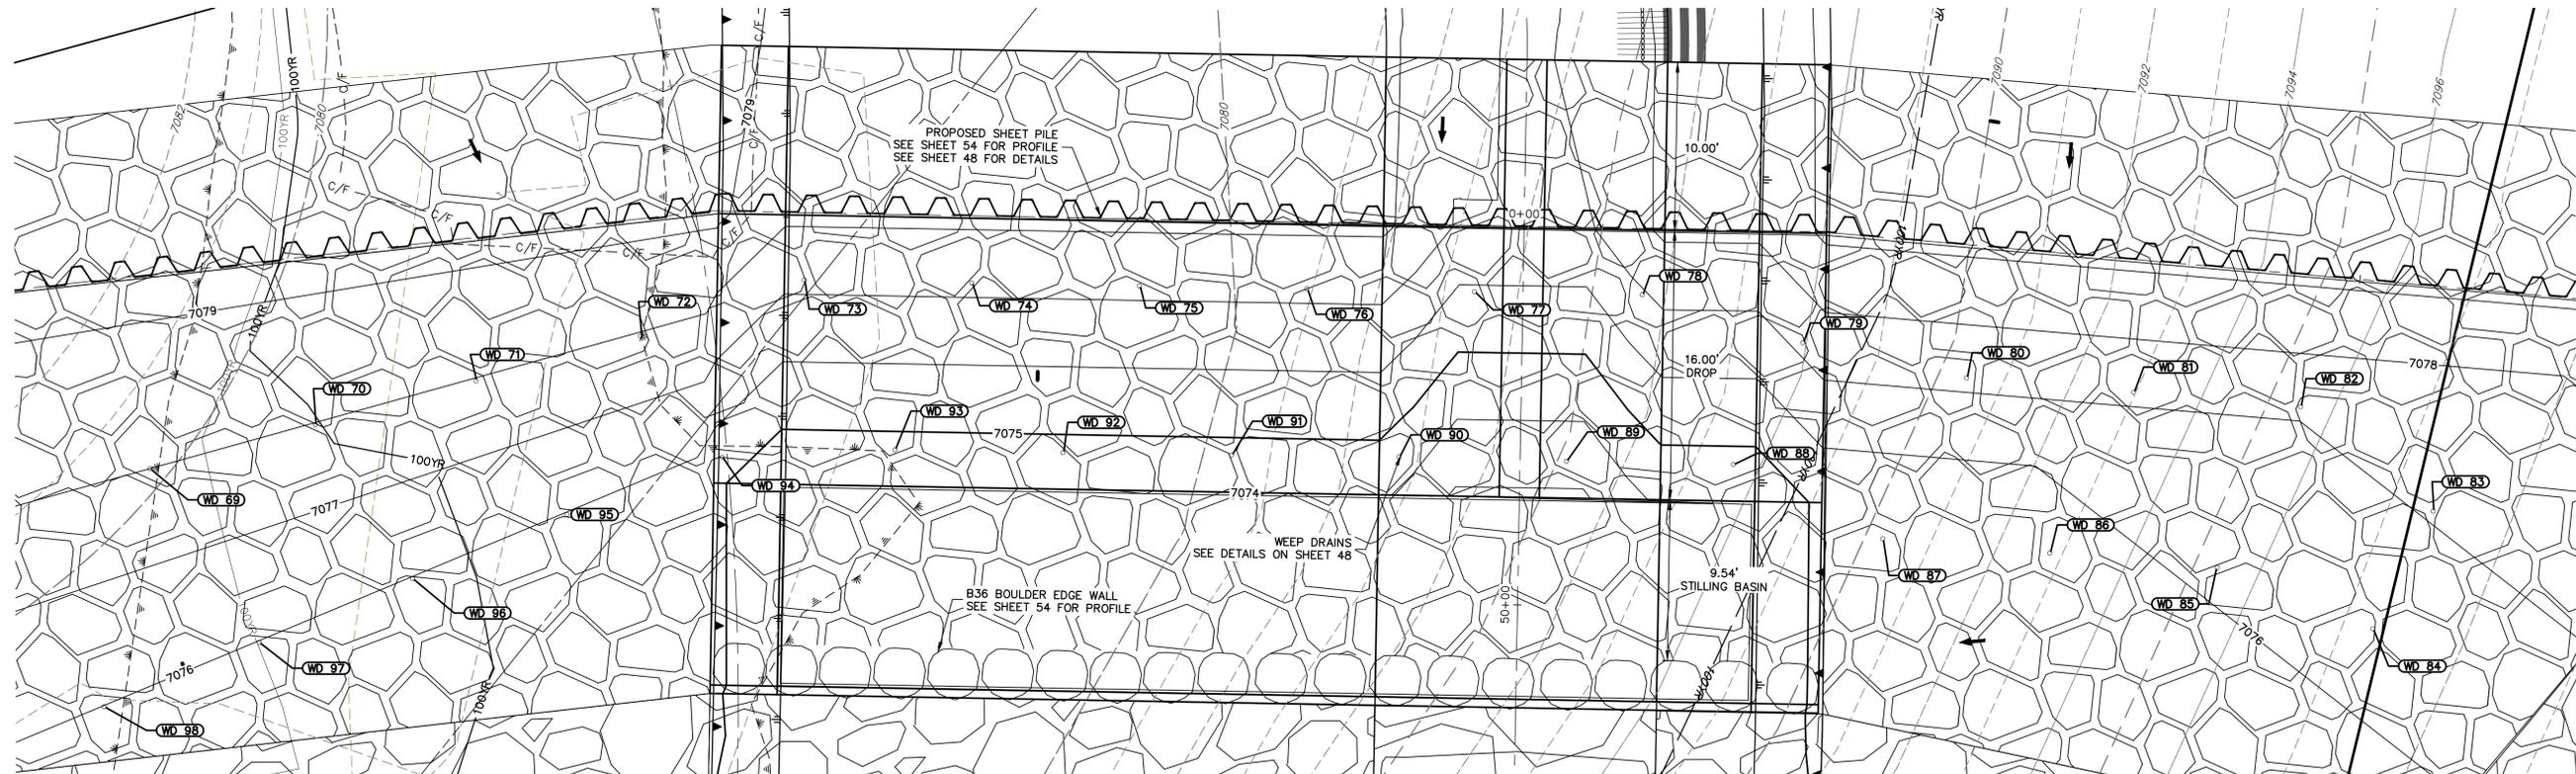 100YR
C/F
C/F
7082
100YR
7080
7079
C/F
7080
7090
7092
7094
7096
PROPOSED SHEET PILE
SEE SHEET 54 FOR PROFILE
SEE SHEET 48 FOR DETAILS
10.00'
C/F
C/F
C/F
C/F
C/F
0+00
100YR
7079
100YR
WD 72
WD 73
WD 74
WD 75
WD 76
WD 77
WD 78
WD 79
WD 71
WD 70
16.00'
DROP
WD 80
WD 81
WD 82
7078
WD 93
WD 92
WD 91
WD 90
WD 89
WD 88
7075
100YR
WD 69
WD 94
7074
WD 83
7077
WD 95
WD 86
WEEP DRAINS
SEE DETAILS ON SHEET 48
9.54'
STILLING BASIN
WD 87
B36 BOULDER EDGE WALL
SEE SHEET 54 FOR PROFILE
50+00
WD 85
WD 96
7076
WD 97
7076
WD 84
100YR
100YR
WD 98